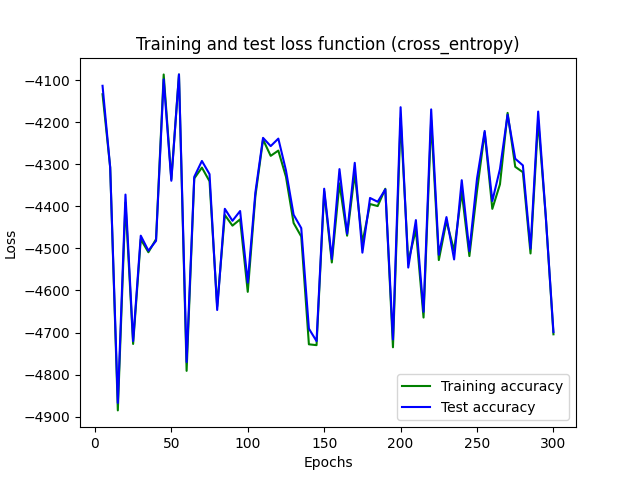 Training and test loss function (cross_entropy)
Loss
−4100
−4200
−4300
−4400
−4500
−4600
−4700
−4800
−4900
Training accuracy
Test accuracy
0 50 100 150 200 250 300
Epochs